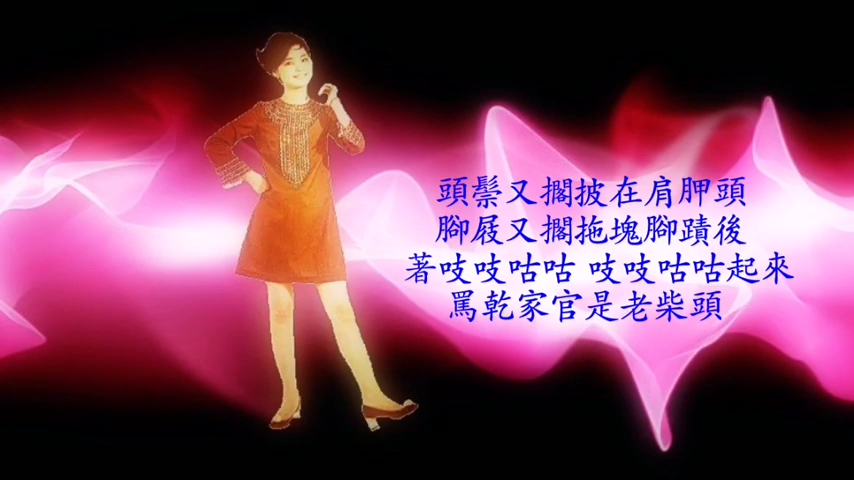 頭鬃又擱披在肩胛頭
腳屐又擱拖塊腳蹟後
著吱吱咕咕 吱吱咕咕起來
罵乾家官是老柴頭